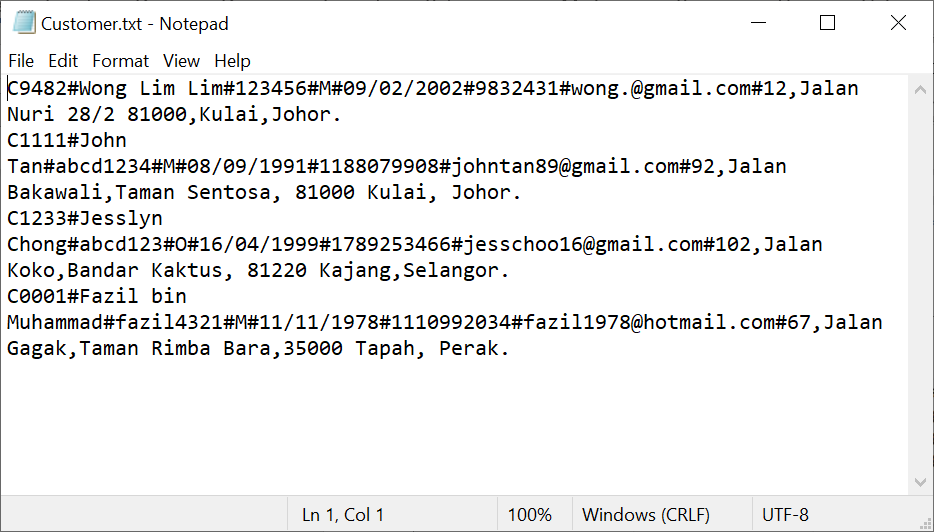 Customer.txt - Notepad
File Edit Format View Help
C9482#Wong Lim Lim#123456#M#09/02/2002#9832431#wong.@gmail.com#12,Jalan
Nuri 28/2 81000,Kulai,Johor.
C1111#John
Tan#abcd1234#M#08/09/1991#1188079908#johntan89@gmail.com#92,Jalan
Bakawali,Taman Sentosa, 81000 Kulai, Johor.
C1233#Jesslyn
Chong#abcd123#O#16/04/1999#1789253466#jesschoo16@gmail.com#102,Jalan
Koko,Bandar Kaktus, 81220 Kajang,Selangor.
C0001#Fazil bin
Muhammad#fazil4321#M#11/11/1978#1110992034#fazil1978@hotmail.com#67,Jalan
Gagak,Taman Rimba Bara,35000 Tapah, Perak.
Ln 1, Col 1 100% Windows (CRLF) UTF-8